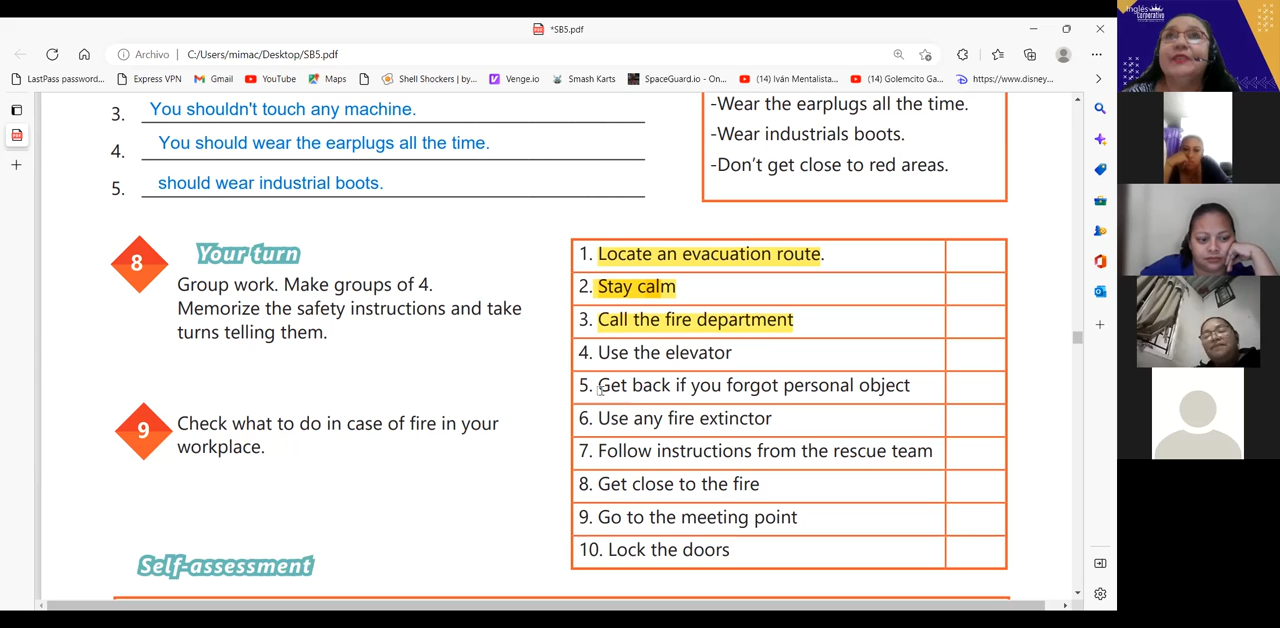 *SB5.pdf
Archivo C:/Users/mimac/Desktop/SB5.pdf
LastPass password... Express VPN Gmail YouTube Maps Shell Shockers | by... Venge.io Smash Karts SpaceGuard.io - On... (14) Iván Mentalista... (14) Golemcito Ga... https://www.disney...
3. You shouldn't touch any machine.
4. You should wear the earplugs all the time.
5. should wear industrial boots.
-Wear the earplugs all the time.
-Wear industrials boots.
-Don't get close to red areas.
8 Your turn
Group work. Make groups of 4.
Memorize the safety instructions and take
turns telling them.
9 Check what to do in case of fire in your
workplace.
1. Locate an evacuation route.
2. Stay calm
3. Call the fire department
4. Use the elevator
5. Get back if you forgot personal object
6. Use any fire extinctor
7. Follow instructions from the rescue team
8. Get close to the fire
9. Go to the meeting point
10. Lock the doors
Self-assessment
Inglés
Corporativo